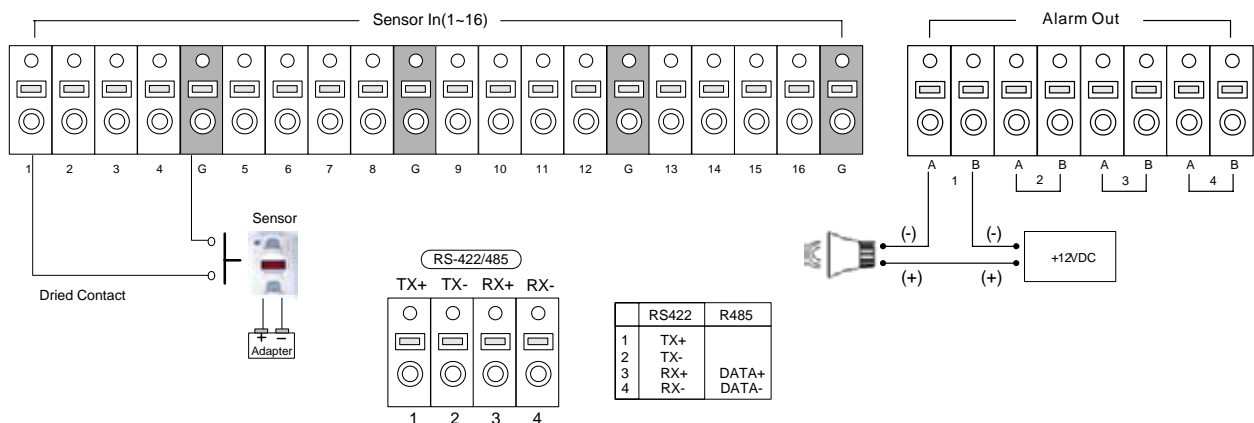 Sensor In(1~16)
Alarm Out
1 2 3 4 G 5 6 7 8 G 9 10 11 12 G 13 14 15 16 G
A B A B A B A B
1 2 3 4
Sensor
Dried Contact
+ −
Adapter
RS-422/485
TX+ TX- RX+ RX-
1 2 3 4
RS422 R485
1 TX+
2 TX-
3 RX+ DATA+
4 RX- DATA-
(-) (-)
+12VDC
(+) (+)